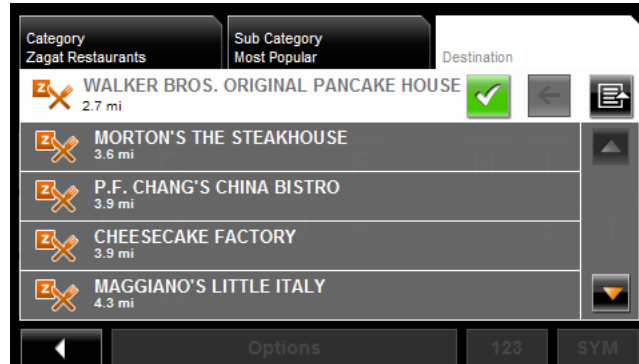 Category
Zagat Restaurants
Sub Category
Most Popular
Destination
WALKER BROS. ORIGINAL PANCAKE HOUSE
2.7 mi
Z MORTON'S THE STEAKHOUSE
3.6 mi
Z P.F. CHANG'S CHINA BISTRO
3.9 mi
Z CHEESECAKE FACTORY
3.9 mi
Z MAGGIANO'S LITTLE ITALY
4.3 mi
Options
123
SYM